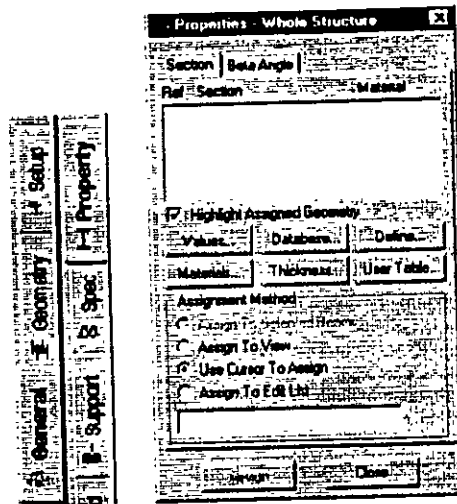 - Properties - Whole Structure
Section Beta Angle
Ref Section Material
Highlight Assigned Geometry
Values... Database... Define...
Materials... Thickness... User Table...
Assignment Method
Assign To Selected Beams
Assign To View
Use Cursor To Assign
Assign To Edit List
Assign Close
General Geometry Setup
Support Spec Property